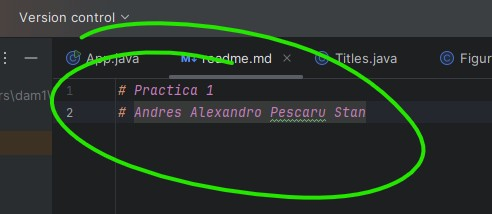 Version control
App.java
readme.md
Titles.java
Figur
rs\dam1\
1 # Practica 1
2 # Andres Alexandro Pescaru Stan